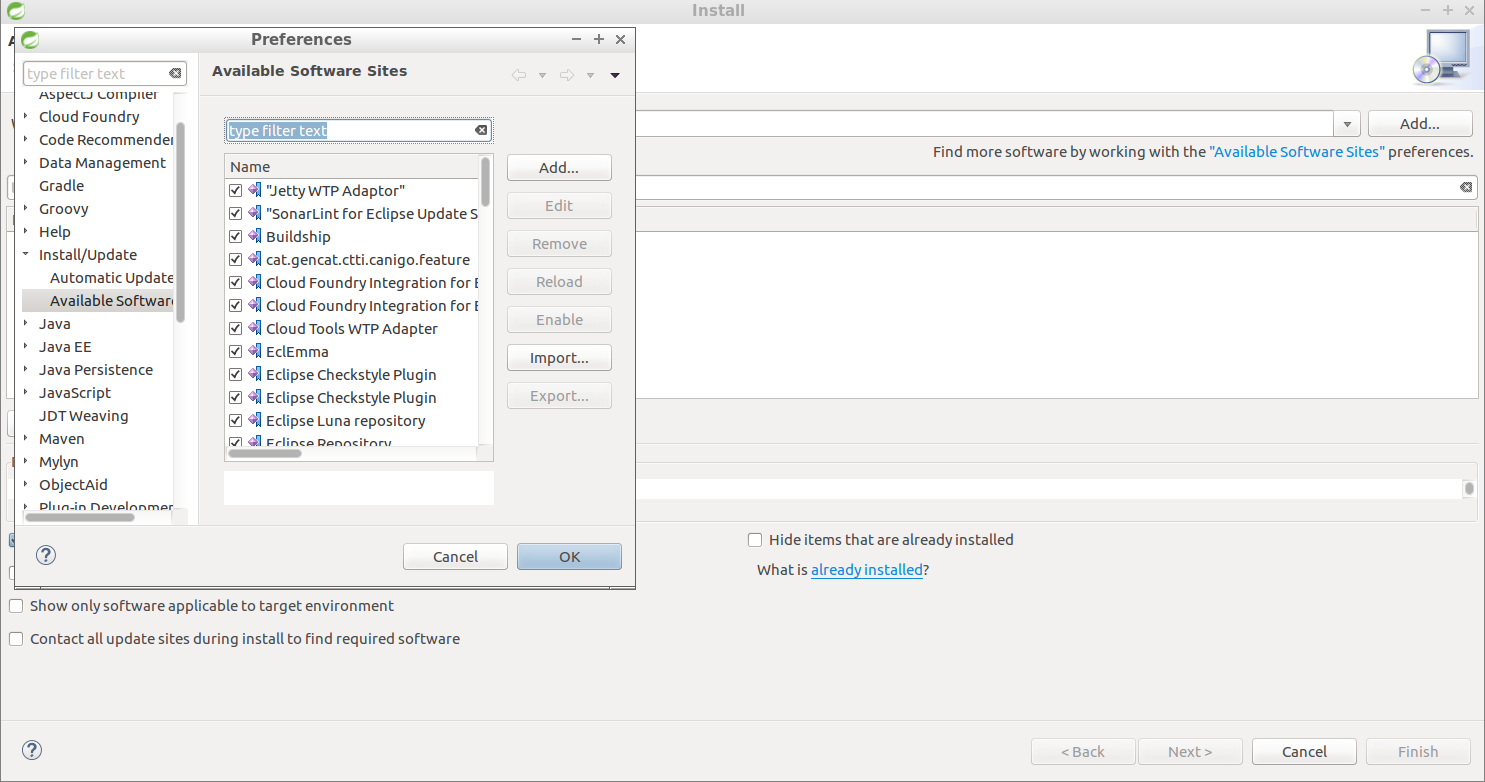 Install
Preferences
type filter text
AspectJ Compiler
Cloud Foundry
Code Recommender
Data Management
Gradle
Groovy
Help
Install/Update
Automatic Update
Available Software
Java
Java EE
Java Persistence
JavaScript
JDT Weaving
Maven
Mylyn
ObjectAid
Plug-in Developmen
Available Software Sites
type filter text
Name
"Jetty WTP Adaptor"
"SonarLint for Eclipse Update S
Buildship
cat.gencat.ctti.canigo.feature
Cloud Foundry Integration for E
Cloud Foundry Integration for E
Cloud Tools WTP Adapter
EclEmma
Eclipse Checkstyle Plugin
Eclipse Checkstyle Plugin
Eclipse Luna repository
Eclipse Repository
Add...
Edit
Remove
Reload
Enable
Import...
Export...
Cancel
OK
Add...
Find more software by working with the "Available Software Sites" preferences.
Hide items that are already installed
What is already installed?
Show only software applicable to target environment
Contact all update sites during install to find required software
< Back
Next >
Cancel
Finish